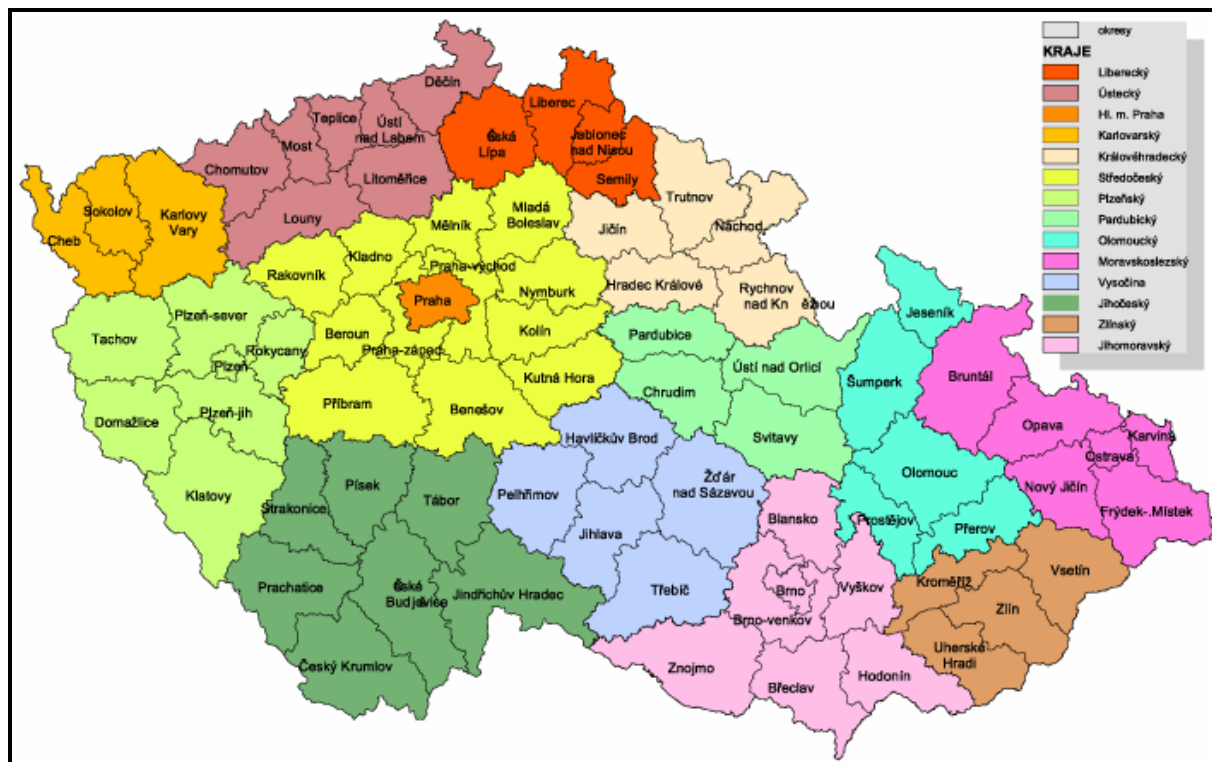 okresy
KRAJE
Liberecký
Ústecký
Hl. m. Praha
Karlovarský
Královéhradecký
Středočeský
Plzeňský
Pardubický
Olomoucký
Moravskoslezský
Vysočina
Jihočeský
Zlínský
Jihomoravský
Děčín
Liberec
Teplice
Ústí
nad Labem
Most
Česká
Lípa
Jablonec
nad Nisou
Chomutov
Litoměřice
Semily
Trutnov
Louny
Sokolov
Karlovy
Vary
Cheb
Mělník
Mladá
Boleslav
Jičín
Náchod
Rakovník
Kladno
Praha-východ
Nymburk
Hradec Králové
Rychnov
nad Kněžnou
Praha
Plzeň-sever
Tachov
Rokycany
Plzeň
Beroun
Praha-západ
Kolín
Kutná Hora
Pardubice
Ústí nad Orlicí
Jeseník
Šumperk
Bruntál
Chrudim
Domažlice
Plzeň-jih
Příbram
Benešov
Svitavy
Havlíčkův Brod
Opava
Karviná
Ostrava
Klatovy
Strakonice
Písek
Tábor
Pelhřimov
Žďár
nad Sázavou
Olomouc
Nový Jičín
Frýdek-.Místek
Jihlava
Blansko
Prostějov
Přerov
Prachatice
České
Budějovice
Jindřichův Hradec
Třebíč
Brno
Vyškov
Kroměříž
Vsetín
Brno-venkov
Zlín
Český Krumlov
Znojmo
Břeclav
Hodonín
Uherské
Hradi